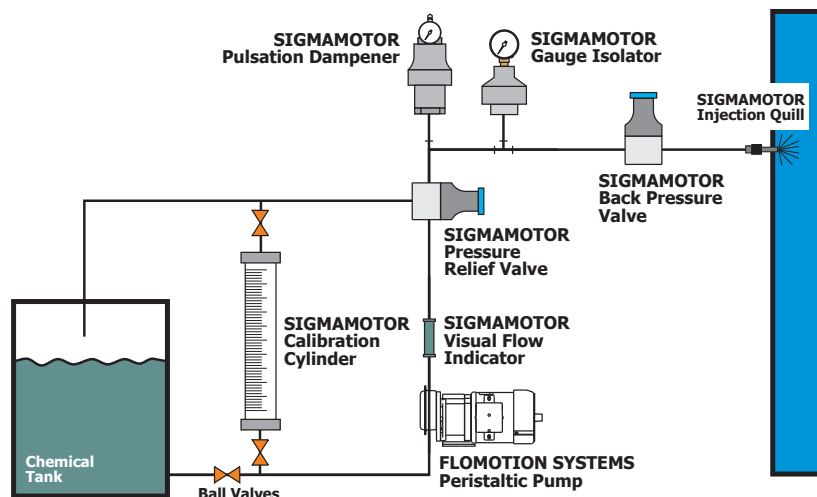 SIGMAMOTOR
Pulsation Dampener
SIGMAMOTOR
Gauge Isolator
SIGMAMOTOR
Injection Quill
SIGMAMOTOR
Back Pressure
Valve
SIGMAMOTOR
Pressure
Relief Valve
SIGMAMOTOR
Calibration
Cylinder
SIGMAMOTOR
Visual Flow
Indicator
Chemical
Tank
Ball Valves
FLOMOTION SYSTEMS
Peristaltic Pump